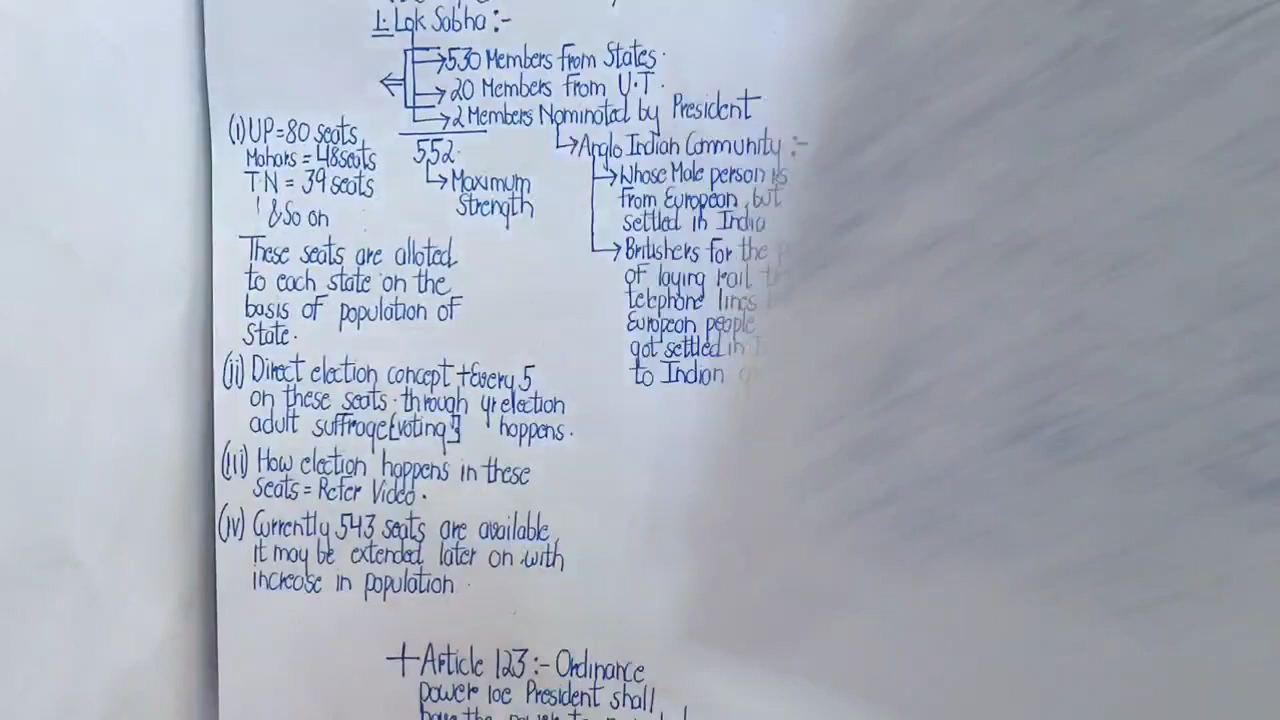 1. Lok Sabha :-
→530 Members from States.
→20 Members from U.T.
→2 Members Nominated by President
552
→Maximum
Strength
→Anglo Indian Community :-
→Whose Male person is
from European, but
settled in India
→Britishers for the
of laying rail
telephone lines
European people
got settled in
to Indian
(i) UP = 80 seats,
Mahars = 48 seats
T.N = 39 seats
& So on
These seats are alloted
to each state on the
basis of population of
State.
(ii) Direct election concept + Every 5
on these seats through yr election
adult suffrage[voting] happens.
(iii) How election happens in these
seats = Refer Video.
(iv) Currently 543 seats are available,
it may be extended later on with
increase in population.
+ Article 123 :- Ordinance
power President shall